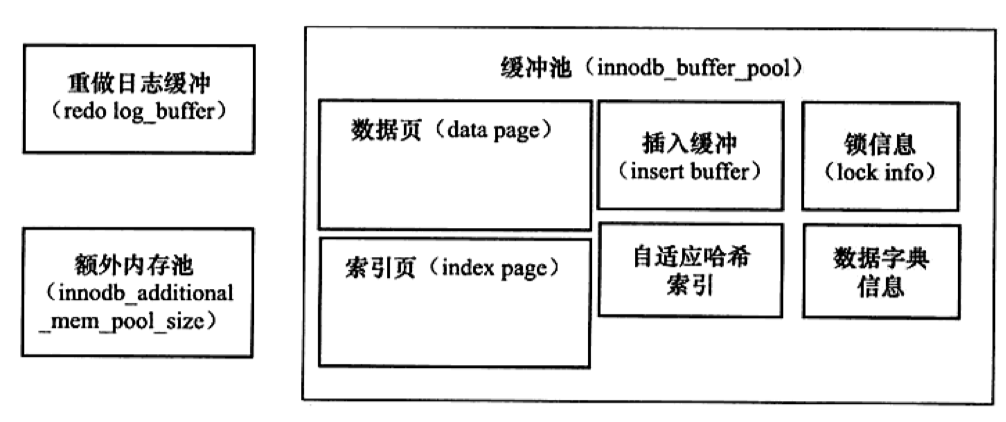 重做日志缓冲
（redo log_buffer）
额外内存池
（innodb_additional
_mem_pool_size）
缓冲池（innodb_buffer_pool）
数据页（data page）
插入缓冲
（insert buffer）
锁信息
（lock info）
索引页（index page）
自适应哈希
索引
数据字典
信息